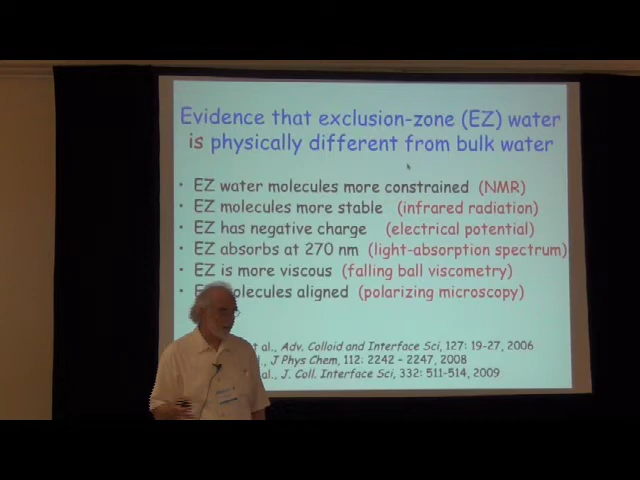 Evidence that exclusion-zone (EZ) water
is physically different from bulk water
• EZ water molecules more constrained (NMR)
• EZ molecules more stable (infrared radiation)
• EZ has negative charge (electrical potential)
• EZ absorbs at 270 nm (light-absorption spectrum)
• EZ is more viscous (falling ball viscometry)
• molecules aligned (polarizing microscopy)
et al., Adv. Colloid and Interface Sci, 127: 19-27, 2006
J Phys Chem, 112: 2242 - 2247, 2008
al., J. Coll. Interface Sci, 332: 511-514, 2009